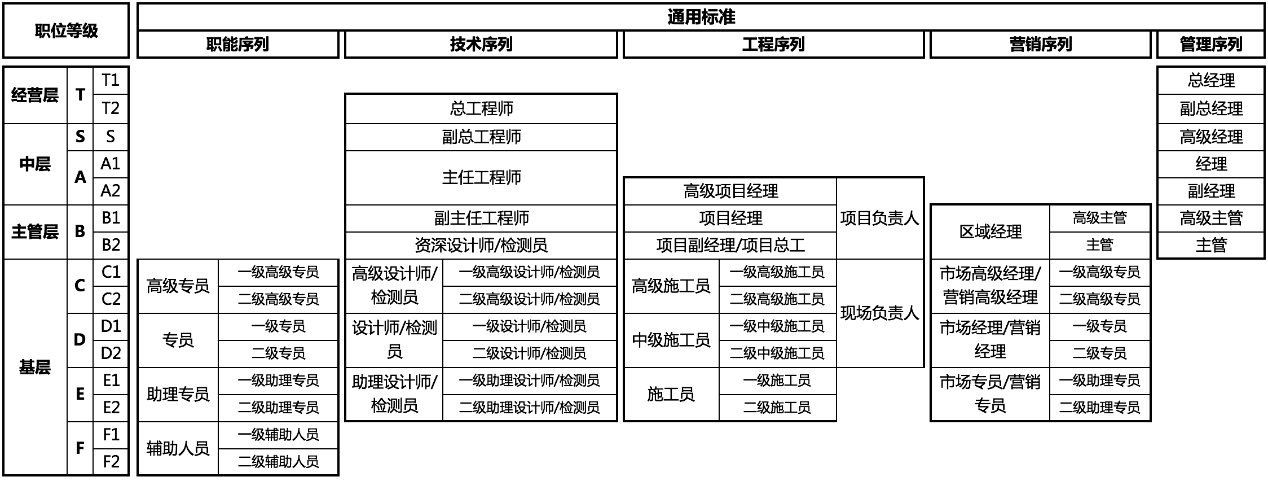 职位等级
通用标准
职能序列 技术序列 工程序列 营销序列 管理序列
经营层 T T1 总经理
T2 总工程师 副总经理
中层 S S 副总工程师 高级经理
A A1 主任工程师 经理
A2 高级项目经理 项目负责人 副经理
主管层 B B1 副主任工程师 项目经理 区域经理 高级主管 高级主管
B2 资深设计师/检测员 项目副经理/项目总工 主管 主管
基层 C C1 高级专员 一级高级专员 高级设计师/ 一级高级设计师/检测员 高级施工员 一级高级施工员 现场负责人 市场高级经理/ 一级高级专员
C2 二级高级专员 检测员 二级高级设计师/检测员 二级高级施工员 营销高级经理 二级高级专员
D D1 专员 一级专员 设计师/检测 一级设计师/检测员 中级施工员 一级中级施工员 市场经理/营销 一级专员
D2 二级专员 员 二级设计师/检测员 二级中级施工员 经理 二级专员
E E1 助理专员 一级助理专员 助理设计师/ 一级助理设计师/检测员 施工员 一级施工员 市场专员/营销 一级助理专员
E2 二级助理专员 检测员 二级助理设计师/检测员 二级施工员 专员 二级助理专员
F F1 辅助人员 一级辅助人员
F2 二级辅助人员